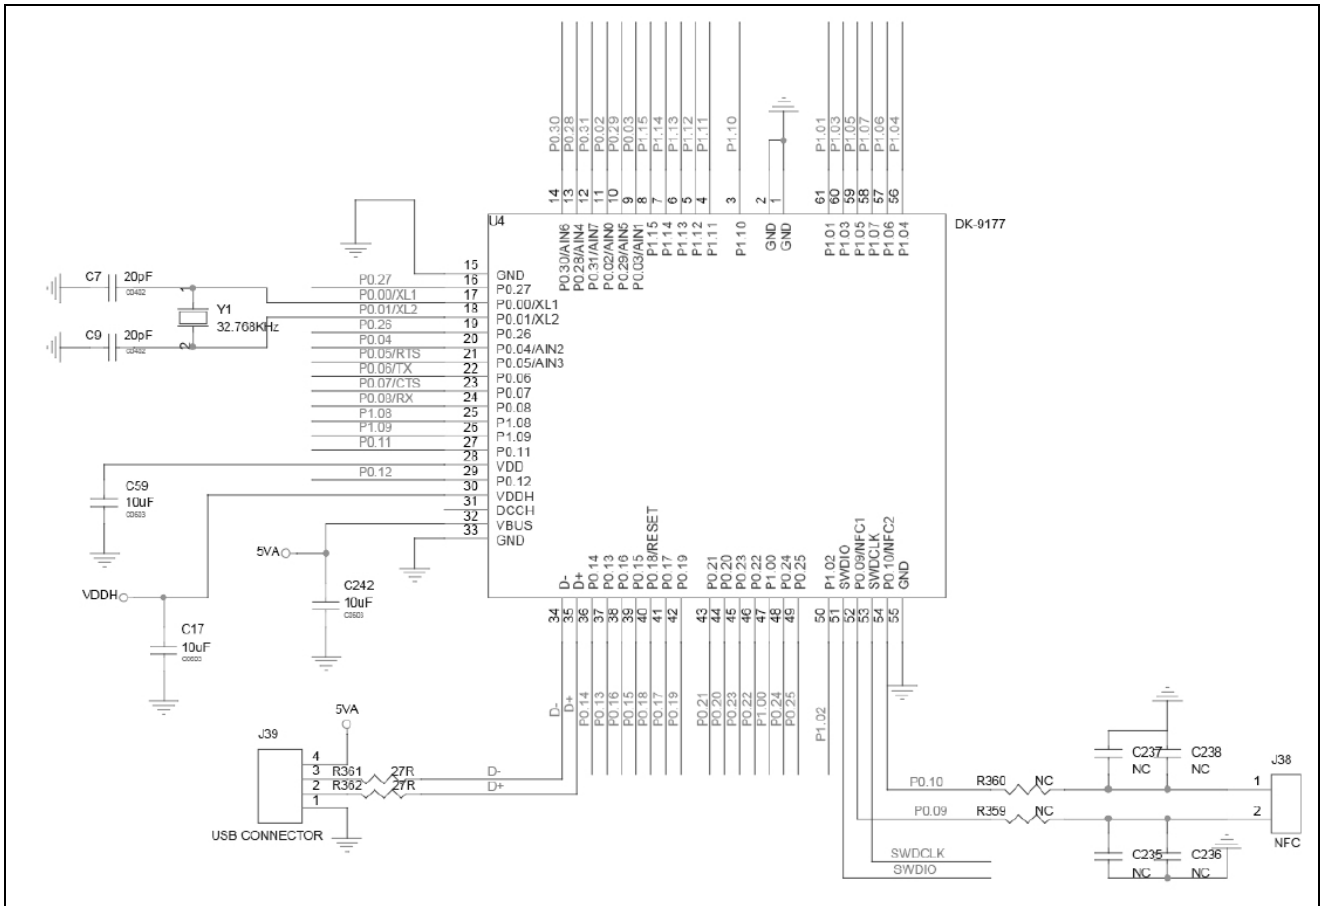 P0.30
P0.28
P0.31
P0.02
P0.29
P0.03
P1.15
P1.14
P1.13
P1.12
P1.11
P1.10
P1.01
P1.03
P1.05
P1.07
P1.06
P1.04
14
13
12
11
10
9
8
7
6
5
4
3
2
1
61
60
59
58
57
56
U4
DK-9177
P0.30/AIN6
P0.28/AIN4
P0.31/AIN7
P0.02/AIN0
P0.29/AIN5
P0.03/AIN1
P1.15
P1.14
P1.13
P1.12
P1.11
P1.10
GND
GND
P1.01
P1.03
P1.05
P1.07
P1.06
P1.04
C7
20pF
C0402
1
Y1
32.768KHz
2
C9
20pF
C0402
15
GND
P0.27
16
P0.27
P0.00/XL1
17
P0.00/XL1
P0.01/XL2
18
P0.01/XL2
P0.26
19
P0.26
P0.04
20
P0.04/AIN2
P0.05/RTS
21
P0.05/AIN3
P0.06/TX
22
P0.06
P0.07/CTS
23
P0.07
P0.08/RX
24
P0.08
P1.08
25
P1.08
P1.09
26
P1.09
P0.11
27
P0.11
28
VDD
P0.12
29
P0.12
30
VDDH
31
DCCH
32
VBUS
33
GND
C59
10uF
C0603
5VA
C242
10uF
C0603
VDDH
C17
10uF
C0603
D-
D+
P0.14
P0.13
P0.16
P0.15
P0.18/RESET
P0.17
P0.19
P0.21
P0.20
P0.23
P0.22
P1.00
P0.24
P0.25
P1.02
SWDIO
P0.09/NFC1
SWDCLK
P0.10/NFC2
GND
34
35
36
37
38
39
40
41
42
43
44
45
46
47
48
49
50
51
52
53
54
55
D-
D+
P0.14
P0.13
P0.16
P0.15
P0.18
P0.17
P0.19
P0.21
P0.20
P0.23
P0.22
P1.00
P0.24
P0.25
P1.02
5VA
J39
4
3
R361
27R
D-
2
R362
27R
D+
1
USB CONNECTOR
C237
NC
C238
NC
J38
P0.10
R360
NC
1
P0.09
R359
NC
2
NFC
SWDCLK
SWDIO
C235
NC
C236
NC